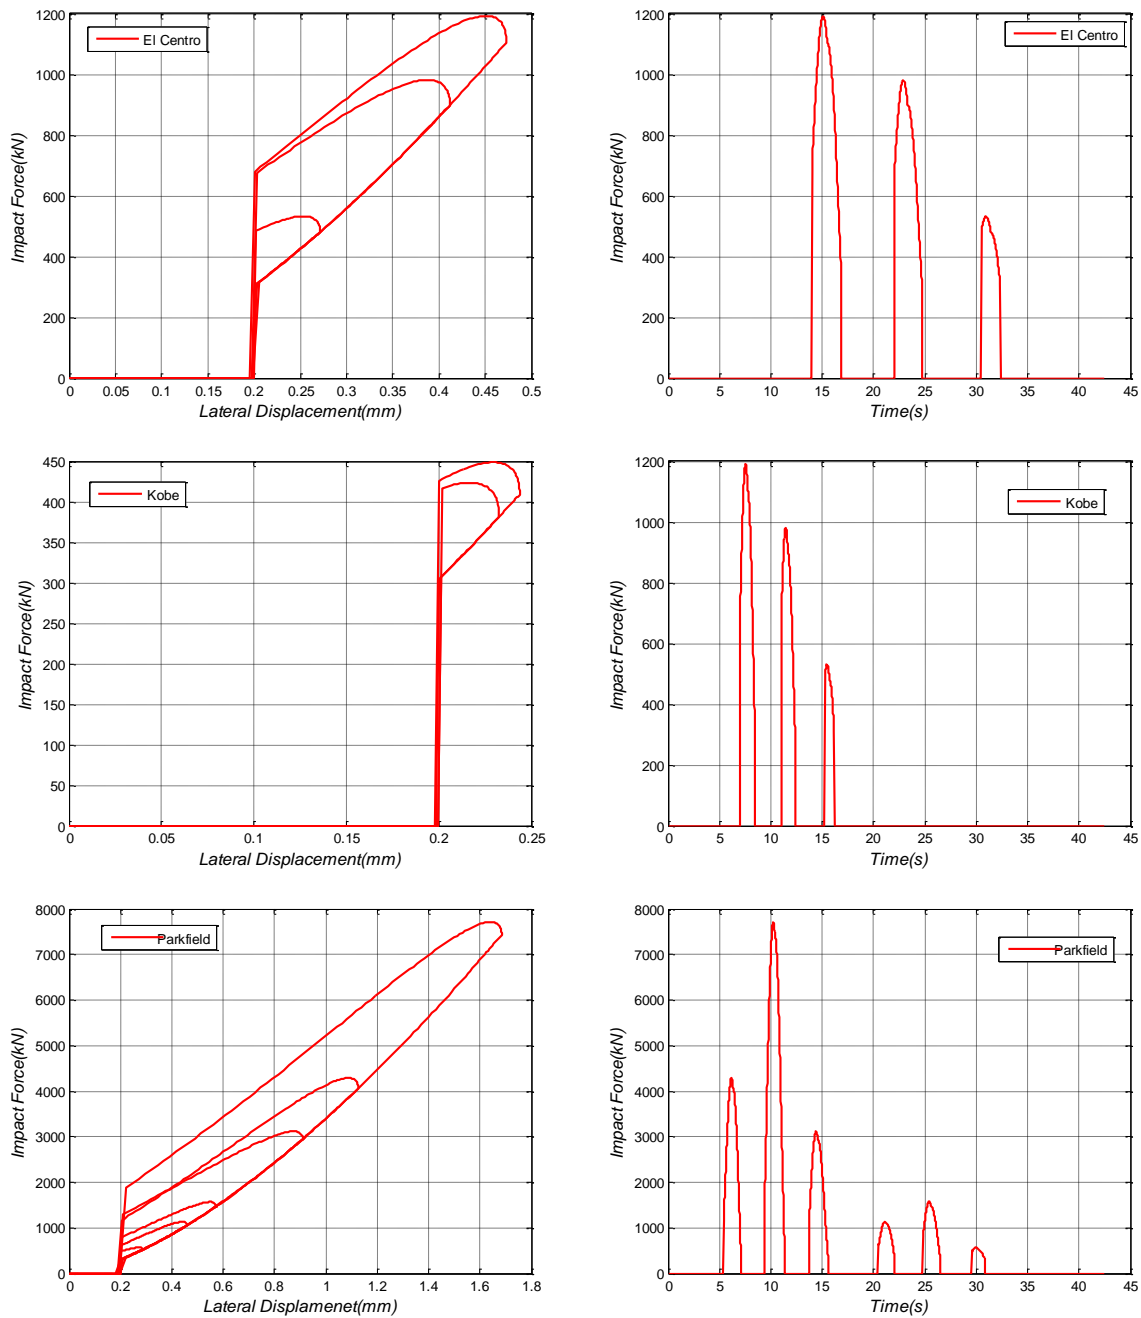 1200
1000
800
600
400
200
0
Impact Force(kN)
El Centro
0 0.05 0.1 0.15 0.2 0.25 0.3 0.35 0.4 0.45 0.5
Lateral Displacement(mm)
1200
1000
800
600
400
200
0
Impact Force(kN)
El Centro
0 5 10 15 20 25 30 35 40 45
Time(s)
450
400
350
300
250
200
150
100
50
0
Impact Force(kN)
Kobe
0 0.05 0.1 0.15 0.2 0.25
Lateral Displacement(mm)
1200
1000
800
600
400
200
0
Impact Force(kN)
Kobe
0 5 10 15 20 25 30 35 40 45
Time(s)
8000
7000
6000
5000
4000
3000
2000
1000
0
Impact Force(kN)
Parkfield
0 0.2 0.4 0.6 0.8 1 1.2 1.4 1.6 1.8
Lateral Displamenet(mm)
8000
7000
6000
5000
4000
3000
2000
1000
0
Impact Force(kN)
Parkfield
0 5 10 15 20 25 30 35 40 45
Time(s)